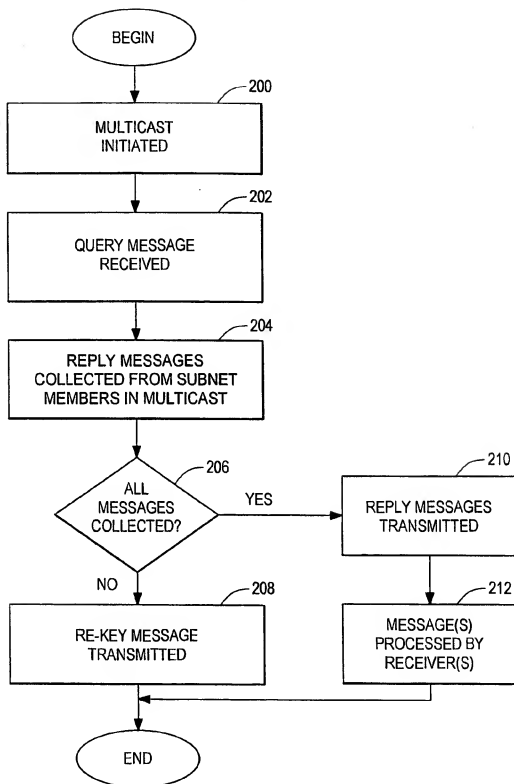 BEGIN
200
MULTICAST
INITIATED
202
QUERY MESSAGE
RECEIVED
204
REPLY MESSAGES
COLLECTED FROM SUBNET
MEMBERS IN MULTICAST
206
ALL
MESSAGES
COLLECTED?
YES
210
REPLY MESSAGES
TRANSMITTED
NO
208
RE-KEY MESSAGE
TRANSMITTED
212
MESSAGE(S)
PROCESSED BY
RECEIVER(S)
END